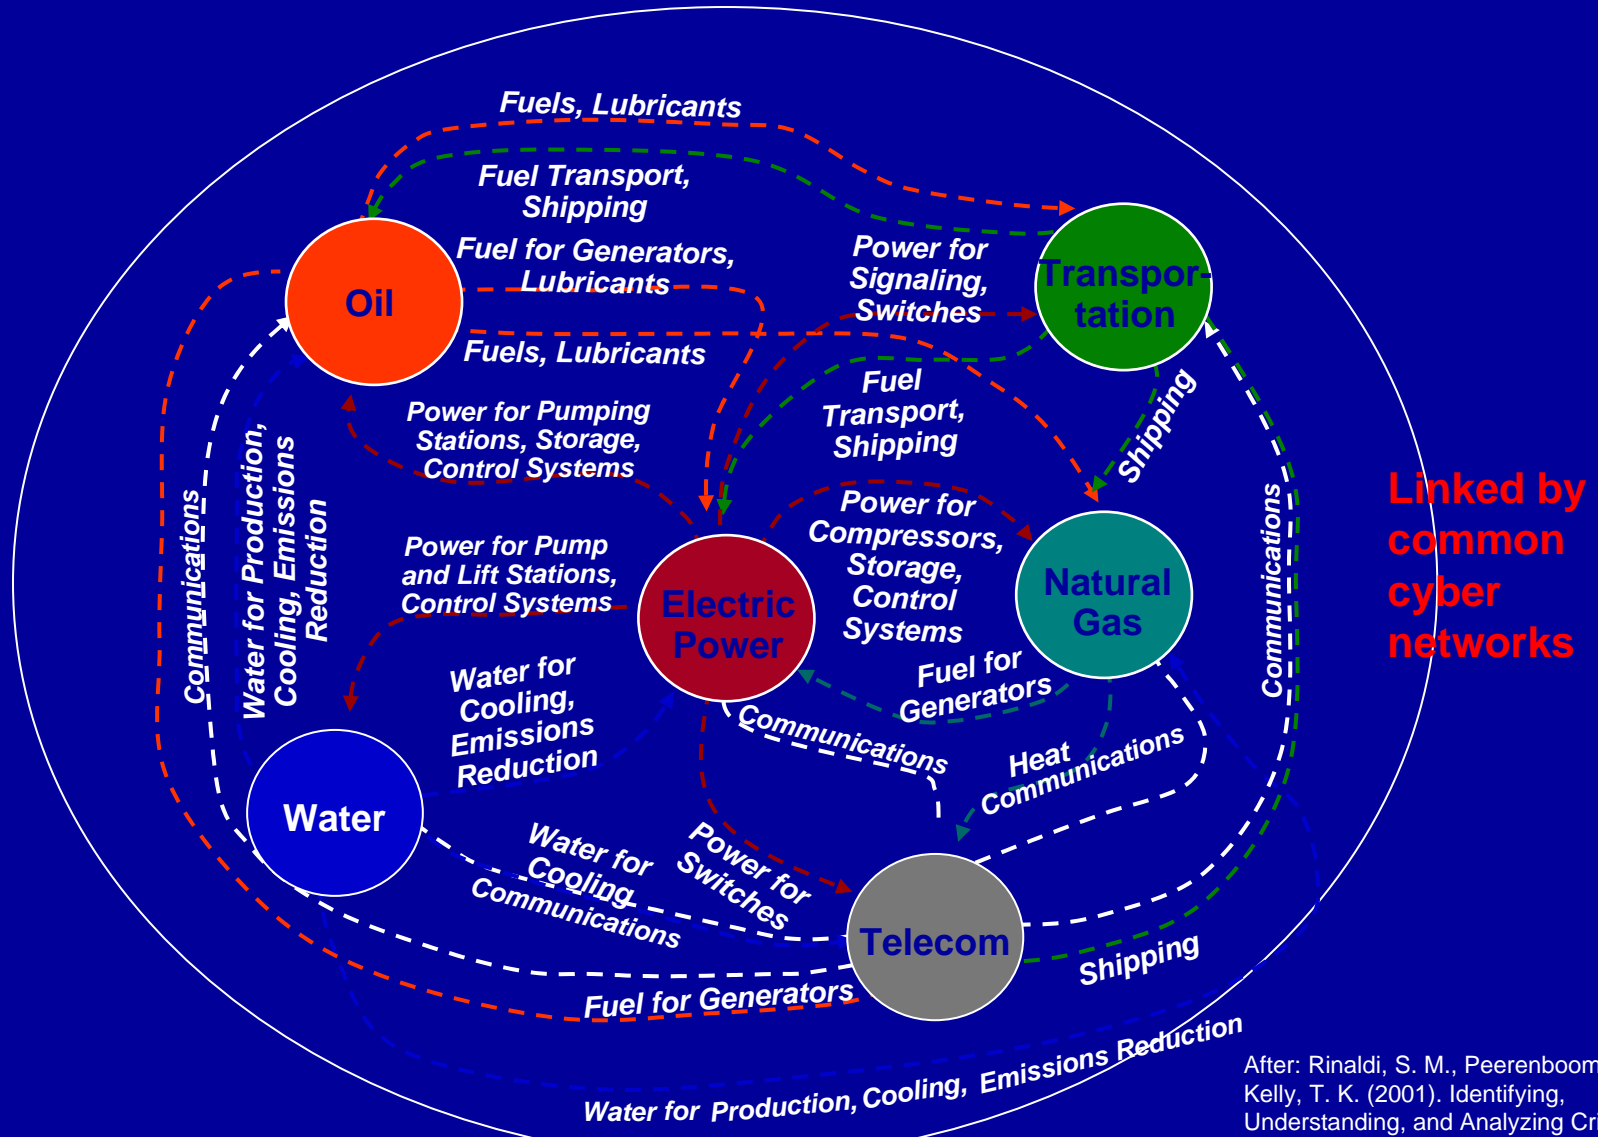 Fuels, Lubricants
Fuel Transport,
Shipping
Fuel for Generators,
Lubricants
Power for
Signaling,
Switches
Transpor-
tation
Oil
Fuels, Lubricants
Fuel
Transport,
Shipping
Shipping
Power for Pumping
Stations, Storage,
Control Systems
Communications
Water for Production,
Cooling, Emissions
Reduction
Power for
Compressors,
Storage,
Control
Systems
Communications
Linked by
common
cyber
networks
Power for Pump
and Lift Stations,
Control Systems
Electric
Power
Natural
Gas
Water for
Cooling,
Emissions
Reduction
Fuel for
Generators
Communications
Heat
Communications
Water
Water for
Cooling
Communications
Power for
Switches
Telecom
Shipping
Fuel for Generators
Water for Production, Cooling, Emissions Reduction
After: Rinaldi, S. M., Peerenboom
Kelly, T. K. (2001). Identifying,
Understanding, and Analyzing Cri